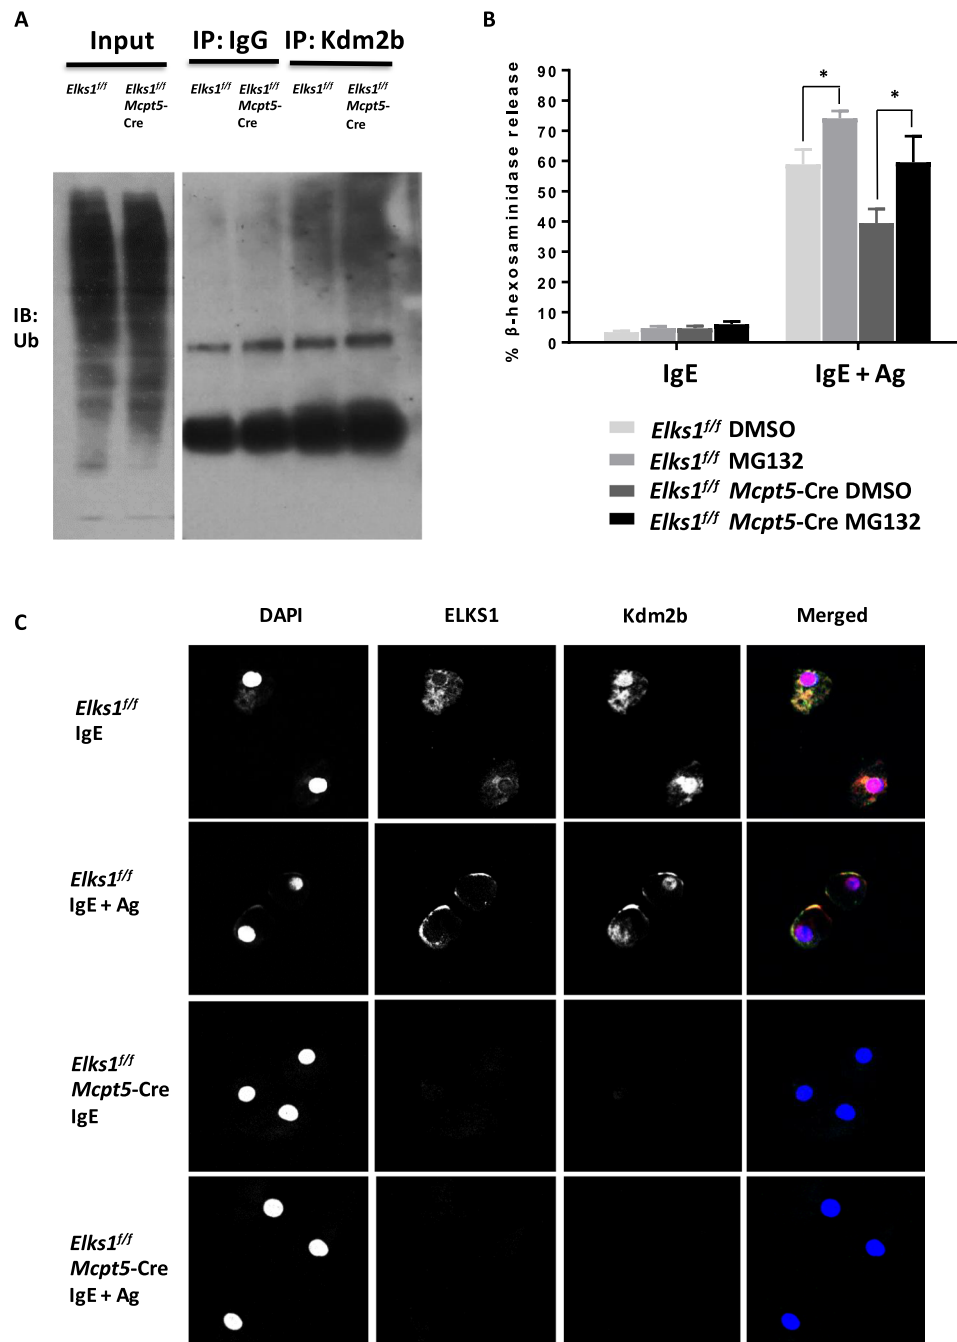 A
Input
IP: IgG
IP: Kdm2b
Elks1f/f
Elks1f/f
Mcpt5-
Cre
Elks1f/f
Elks1f/f
Mcpt5-
Cre
Elks1f/f
Elks1f/f
Mcpt5-
Cre
IB:
Ub
B
% β-hexosaminidase release
90
80
70
60
50
40
30
20
10
0
*
*
IgE
IgE + Ag
Elks1f/f DMSO
Elks1f/f MG132
Elks1f/f Mcpt5-Cre DMSO
Elks1f/f Mcpt5-Cre MG132
C
DAPI
ELKS1
Kdm2b
Merged
Elks1f/f
IgE
Elks1f/f
IgE + Ag
Elks1f/f
Mcpt5-Cre
IgE
Elks1f/f
Mcpt5-Cre
IgE + Ag